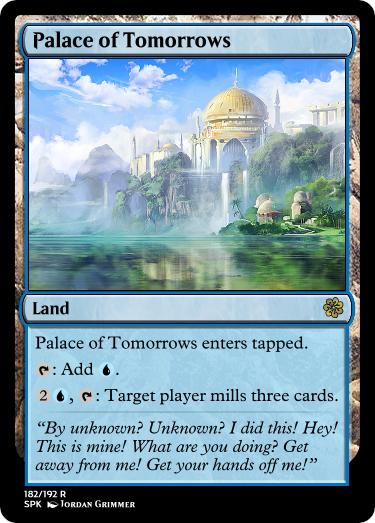 Palace of Tomorrows
Land
Palace of Tomorrows enters tapped.
: Add .
2 , : Target player mills three cards.
“By unknown? Unknown? I did this! Hey!
This is mine! What are you doing? Get
away from me! Get your hands off me!”
182/192 R
SPK Jordan Grimmer